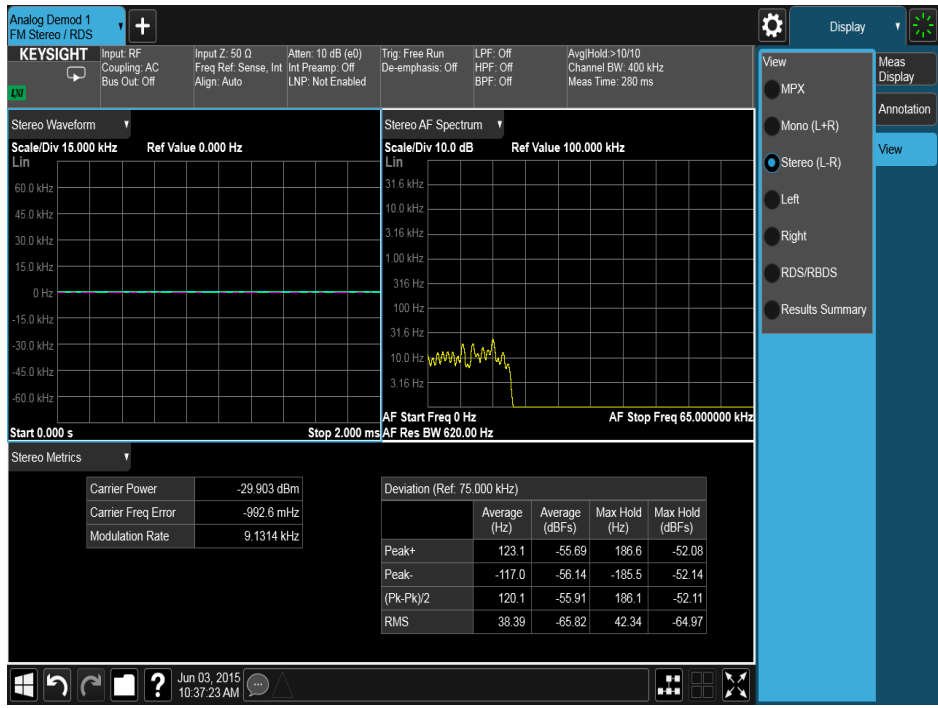 Analog Demod 1
FM Stereo / RDS
+
Display
KEYSIGHT
Input: RF
Coupling: AC
Bus Out: Off
Input Z: 50 Ω
Freq Ref: Sense, Int
Align: Auto
Atten: 10 dB (e0)
Int Preamp: Off
LNP: Not Enabled
Trig: Free Run
De-emphasis: Off
LPF: Off
HPF: Off
BPF: Off
Avg|Hold:>10/10
Channel BW: 400 kHz
Meas Time: 280 ms
LNI
View
MPX
Mono (L+R)
Stereo (L-R)
Left
Right
RDS/RBDS
Results Summary
Meas
Display
Annotation
View
Stereo Waveform
Scale/Div 15.000 kHz Ref Value 0.000 Hz
Lin
60.0 kHz
45.0 kHz
30.0 kHz
15.0 kHz
0 Hz
-15.0 kHz
-30.0 kHz
-45.0 kHz
-60.0 kHz
Start 0.000 s Stop 2.000 ms
Stereo AF Spectrum
Scale/Div 10.0 dB Ref Value 100.000 kHz
Lin
31.6 kHz
10.0 kHz
3.16 kHz
1.00 kHz
316 Hz
100 Hz
31.6 Hz
10.0 Hz
3.16 Hz
AF Start Freq 0 Hz AF Stop Freq 65.000000 kHz
AF Res BW 620.00 Hz
Stereo Metrics
Carrier Power -29.903 dBm
Carrier Freq Error -992.6 mHz
Modulation Rate 9.1314 kHz
Deviation (Ref: 75.000 kHz)
Average (Hz) Average (dBFs) Max Hold (Hz) Max Hold (dBFs)
Peak+ 123.1 -55.69 186.6 -52.08
Peak- -117.0 -56.14 -185.5 -52.14
(Pk-Pk)/2 120.1 -55.91 186.1 -52.11
RMS 38.39 -65.82 42.34 -64.97
?
Jun 03, 2015
10:37:23 AM